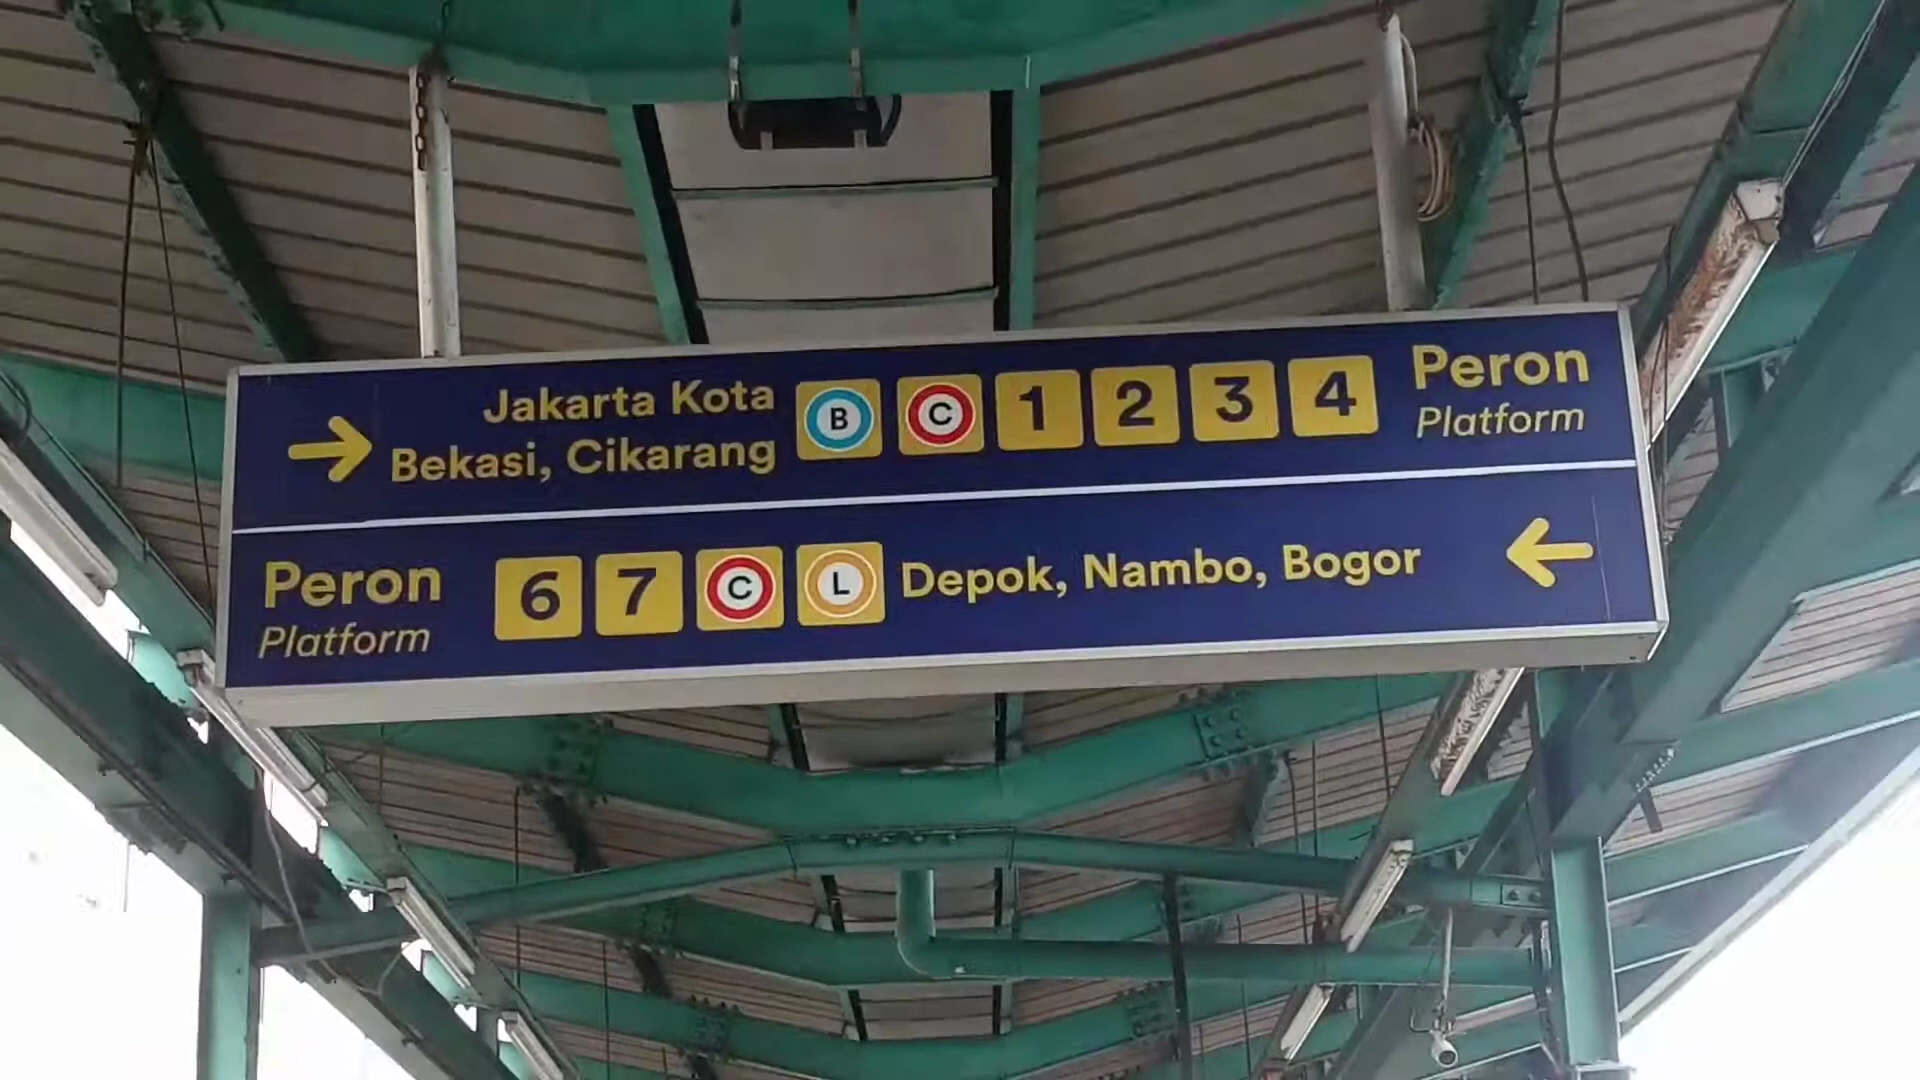 Jakarta Kota
Bekasi, Cikarang
B C 1 2 3 4 Peron
Platform
Peron
Platform
6 7 C L Depok, Nambo, Bogor